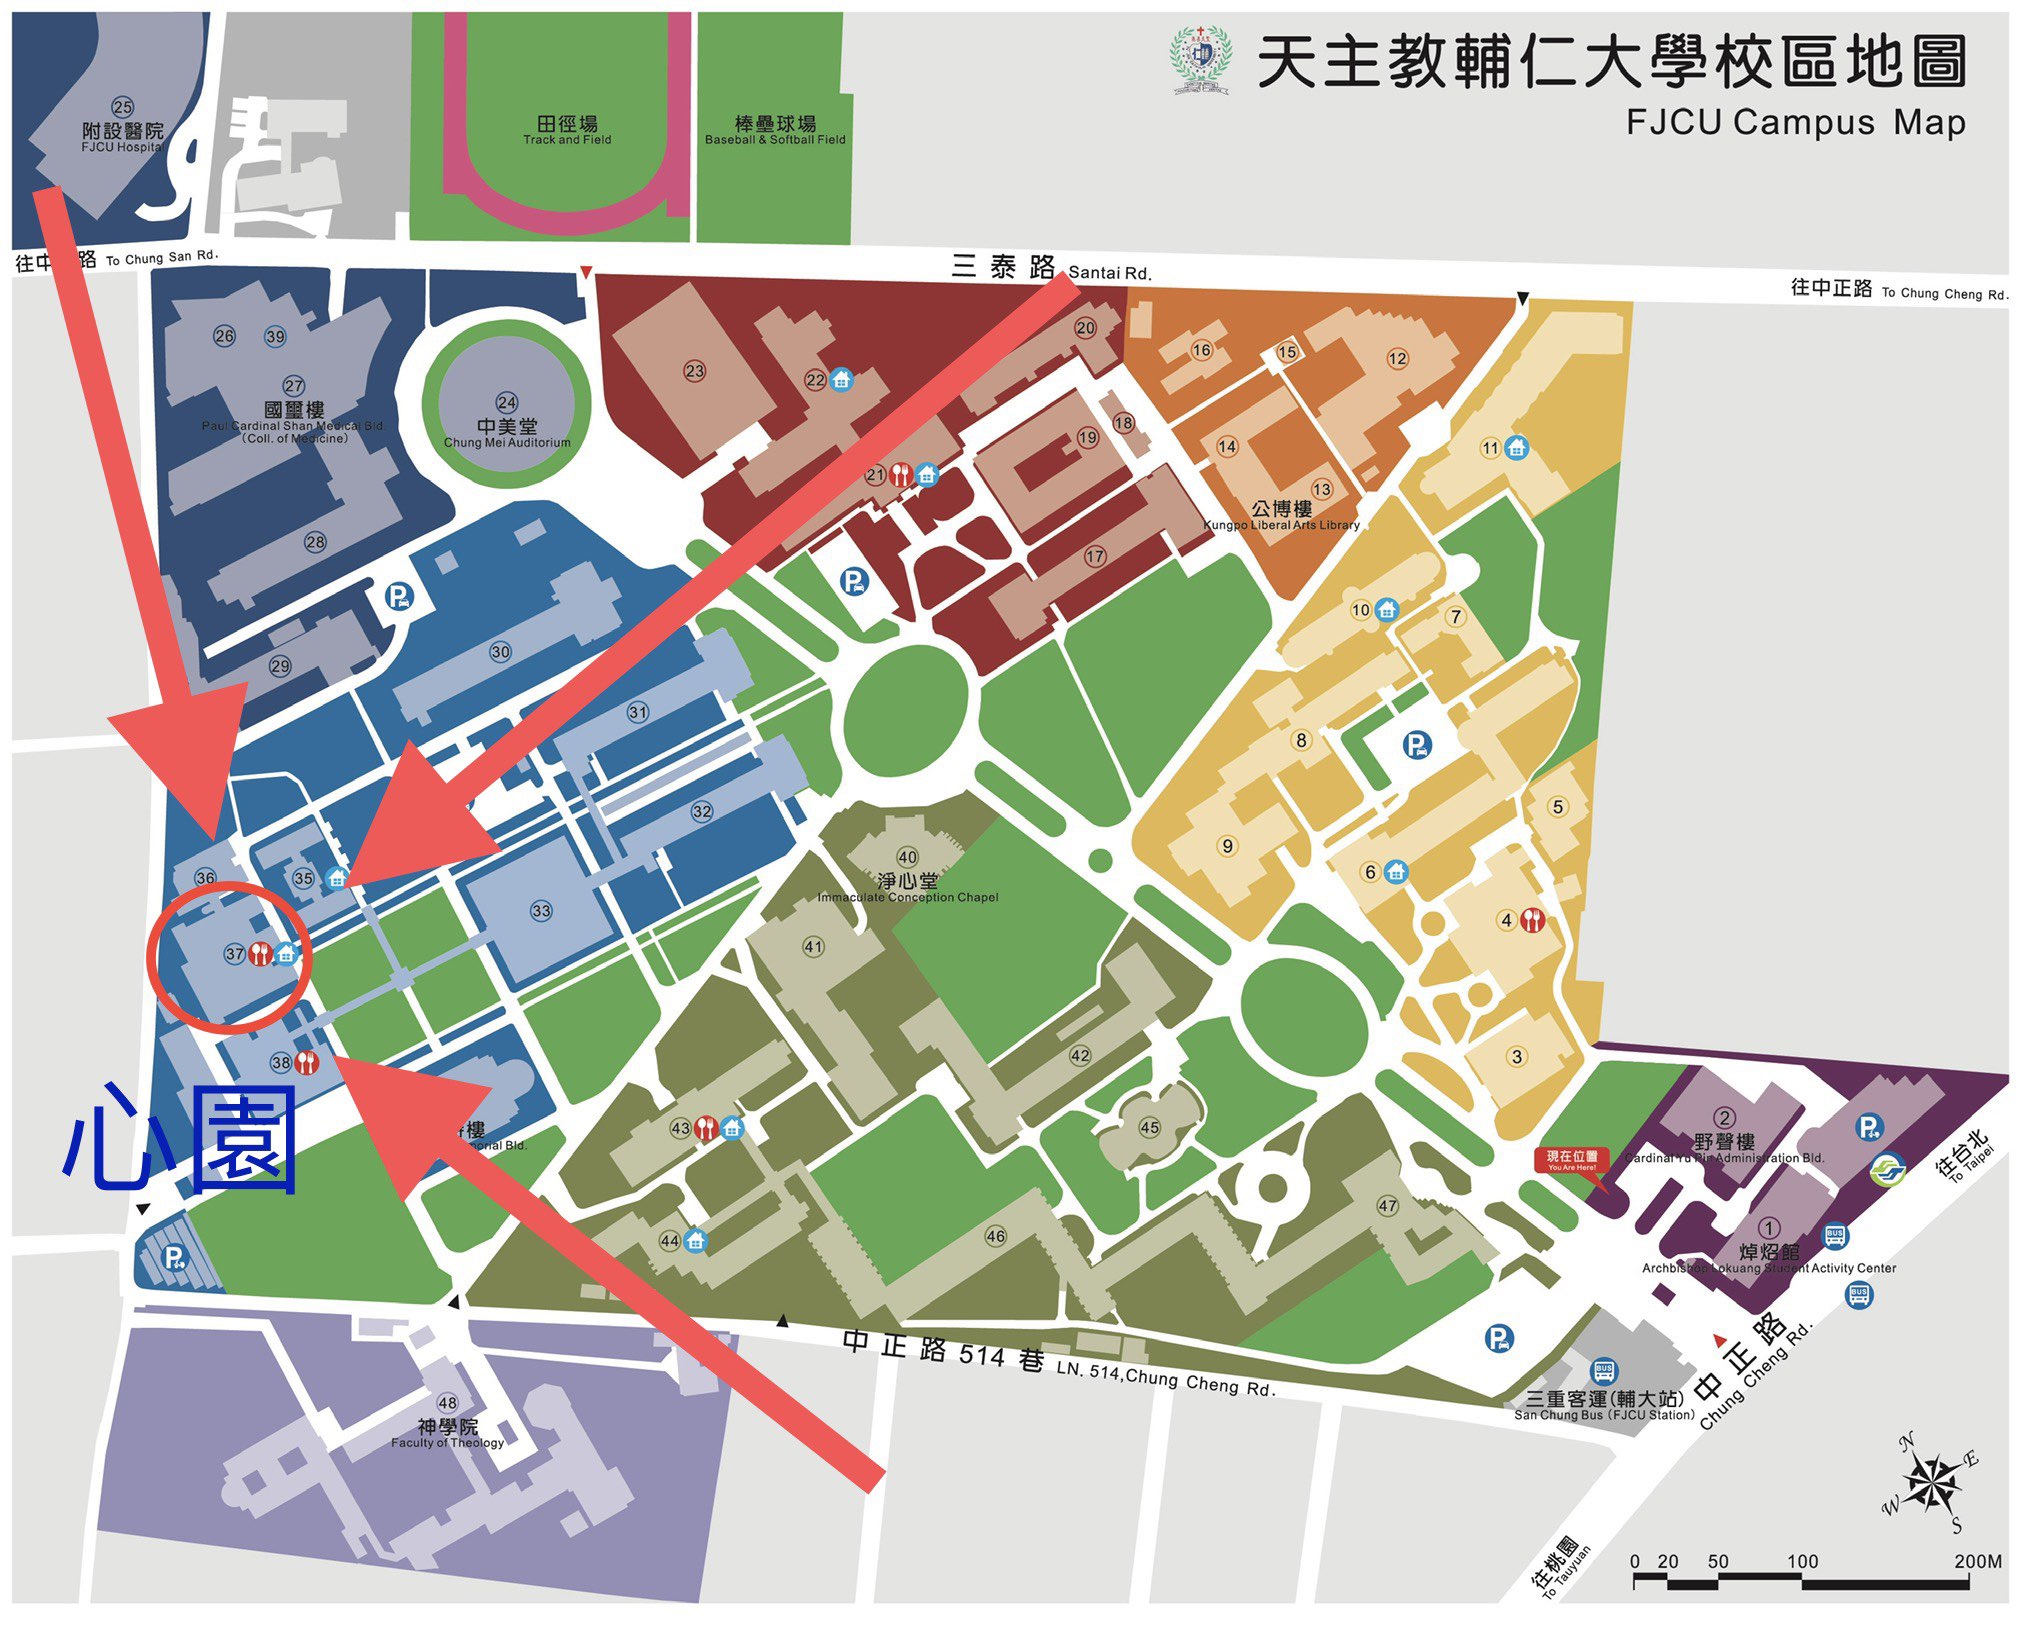 天主教輔仁大學校區地圖
FJCU Campus Map
25
附設醫院
FJCU Hospital
田徑場
Track and Field
棒壘球場
Baseball & Softball Field
往中 路 To Chung San Rd.
三泰路 Santai Rd.
往中正路 To Chung Cheng Rd.
26
39
27
國璽樓
Paul Cardinal Shan Medical Bld.
(Coll. of Medicine)
24
中美堂
Chung Mei Auditorium
23
22
20
16
15
12
21
19
18
14
13
公博樓
Kungpo Liberal Arts Library
11
28
P
29
30
P
17
10
7
31
32
8
P
9
5
6
4
3
36
35
33
37
38
心園
樓
orial Bld.
40
淨心堂
Immaculate Conception Chapel
41
42
43
44
45
46
47
現在位置
You Are Here!
2
野聲樓
Cardinal Yu Pin Administration Bld.
P
往台北
To Taipei
1
焯炤館
Archbishop Lokuang Student Activity Center
BUS
BUS
P
P
中正路514巷 LN. 514,Chung Cheng Rd.
BUS
三重客運(輔大站)
San Chung Bus (FJCU Station)
中正路
Chung Cheng Rd.
48
神學院
Faculty of Theology
往桃園
To Tauyuan
N
E
W
S
0 20 50 100 200M